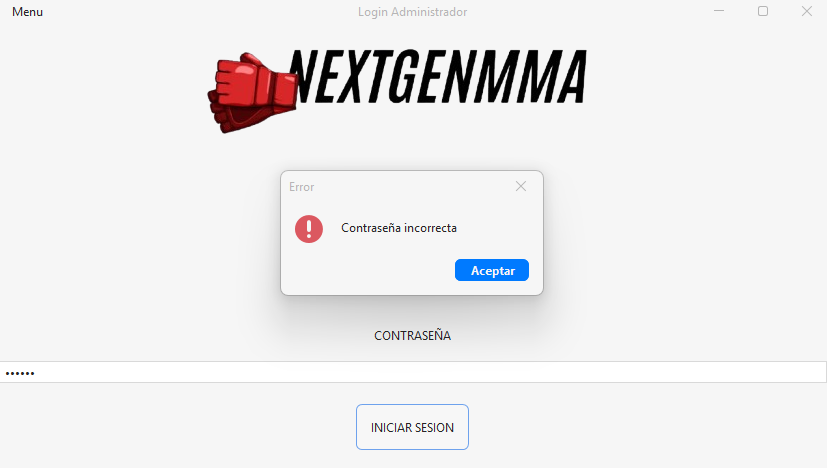 Menu
Login Administrador
NEXTGENMMA
Error
Contraseña incorrecta
Aceptar
CONTRASEÑA
••••••
INICIAR SESION